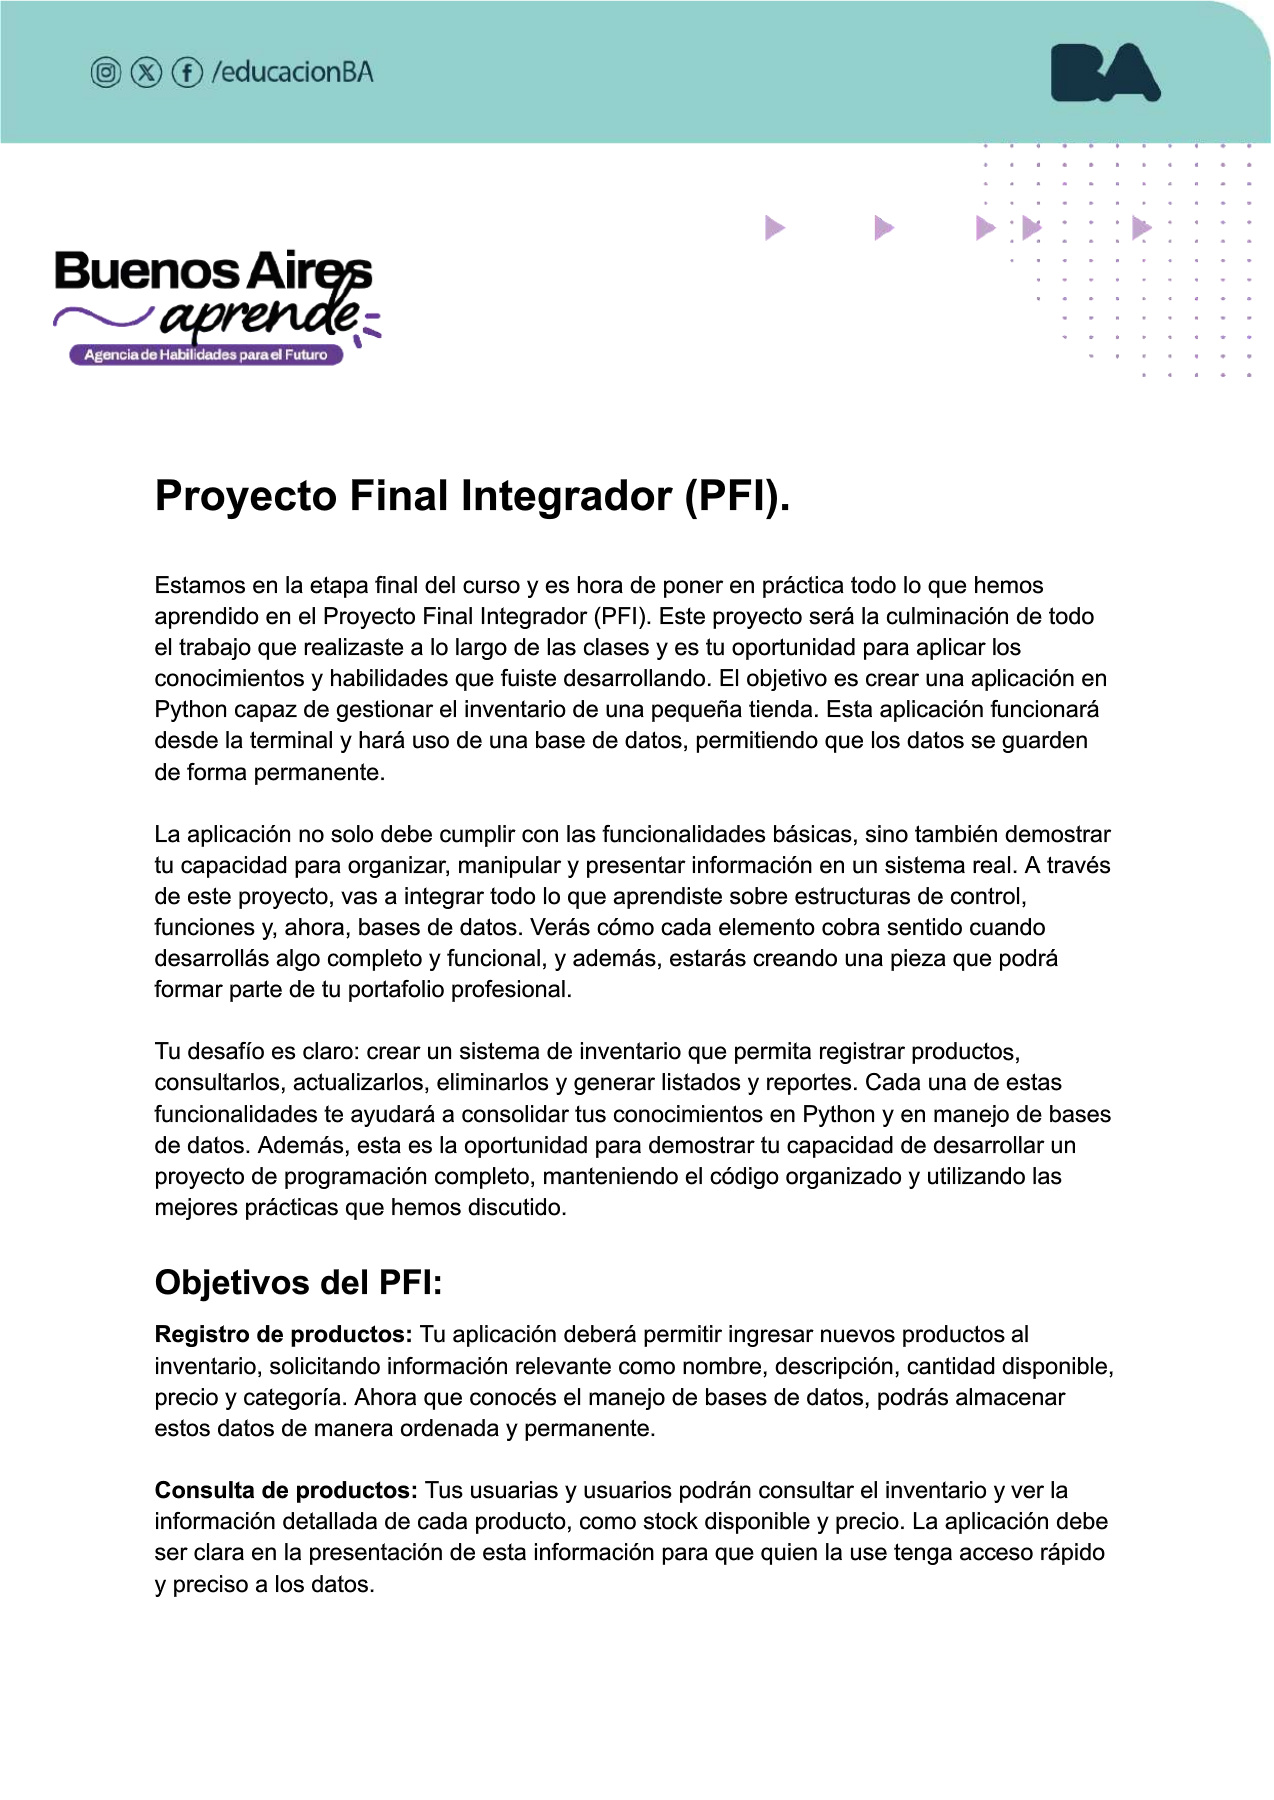 /educacionBA
BA
Buenos Aires
aprende
Agencia de Habilidades para el Futuro
Proyecto Final Integrador (PFI).
Estamos en la etapa final del curso y es hora de poner en práctica todo lo que hemos
aprendido en el Proyecto Final Integrador (PFI). Este proyecto será la culminación de todo
el trabajo que realizaste a lo largo de las clases y es tu oportunidad para aplicar los
conocimientos y habilidades que fuiste desarrollando. El objetivo es crear una aplicación en
Python capaz de gestionar el inventario de una pequeña tienda. Esta aplicación funcionará
desde la terminal y hará uso de una base de datos, permitiendo que los datos se guarden
de forma permanente.
La aplicación no solo debe cumplir con las funcionalidades básicas, sino también demostrar
tu capacidad para organizar, manipular y presentar información en un sistema real. A través
de este proyecto, vas a integrar todo lo que aprendiste sobre estructuras de control,
funciones y, ahora, bases de datos. Verás cómo cada elemento cobra sentido cuando
desarrollás algo completo y funcional, y además, estarás creando una pieza que podrá
formar parte de tu portafolio profesional.
Tu desafío es claro: crear un sistema de inventario que permita registrar productos,
consultarlos, actualizarlos, eliminarlos y generar listados y reportes. Cada una de estas
funcionalidades te ayudará a consolidar tus conocimientos en Python y en manejo de bases
de datos. Además, esta es la oportunidad para demostrar tu capacidad de desarrollar un
proyecto de programación completo, manteniendo el código organizado y utilizando las
mejores prácticas que hemos discutido.
Objetivos del PFI:
Registro de productos: Tu aplicación deberá permitir ingresar nuevos productos al
inventario, solicitando información relevante como nombre, descripción, cantidad disponible,
precio y categoría. Ahora que conocés el manejo de bases de datos, podrás almacenar
estos datos de manera ordenada y permanente.
Consulta de productos: Tus usuarias y usuarios podrán consultar el inventario y ver la
información detallada de cada producto, como stock disponible y precio. La aplicación debe
ser clara en la presentación de esta información para que quien la use tenga acceso rápido
y preciso a los datos.